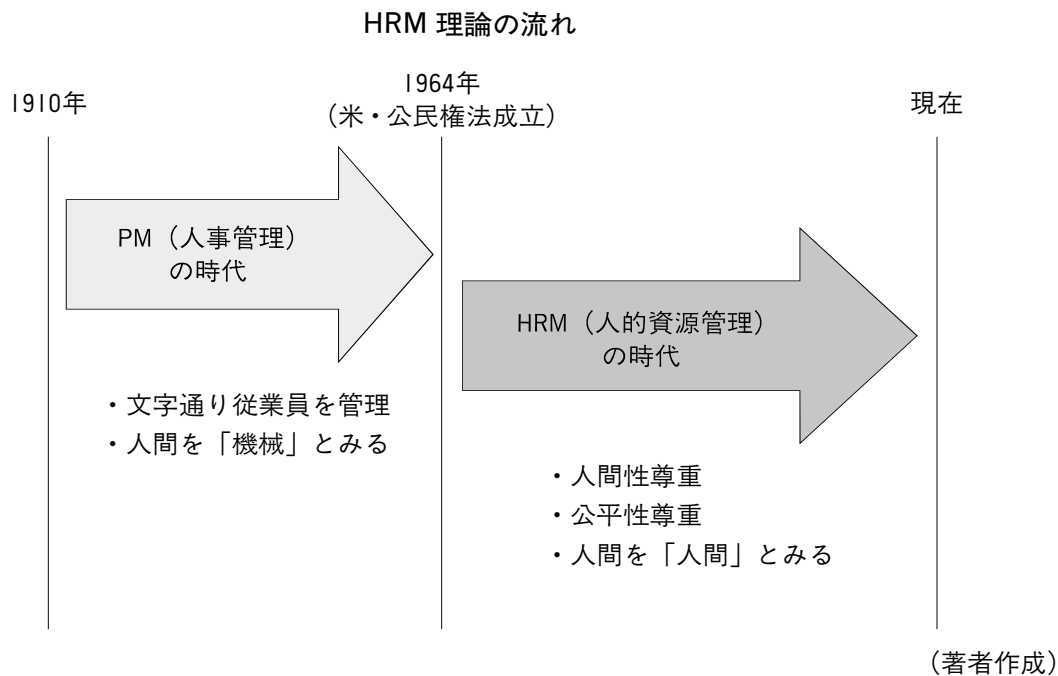 HRM 理論の流れ
1910年
1964年
（米・公民権法成立）
現在
PM（人事管理）
の時代
HRM（人的資源管理）
の時代
・文字通り従業員を管理
・人間を「機械」とみる
・人間性尊重
・公平性尊重
・人間を「人間」とみる
（著者作成）